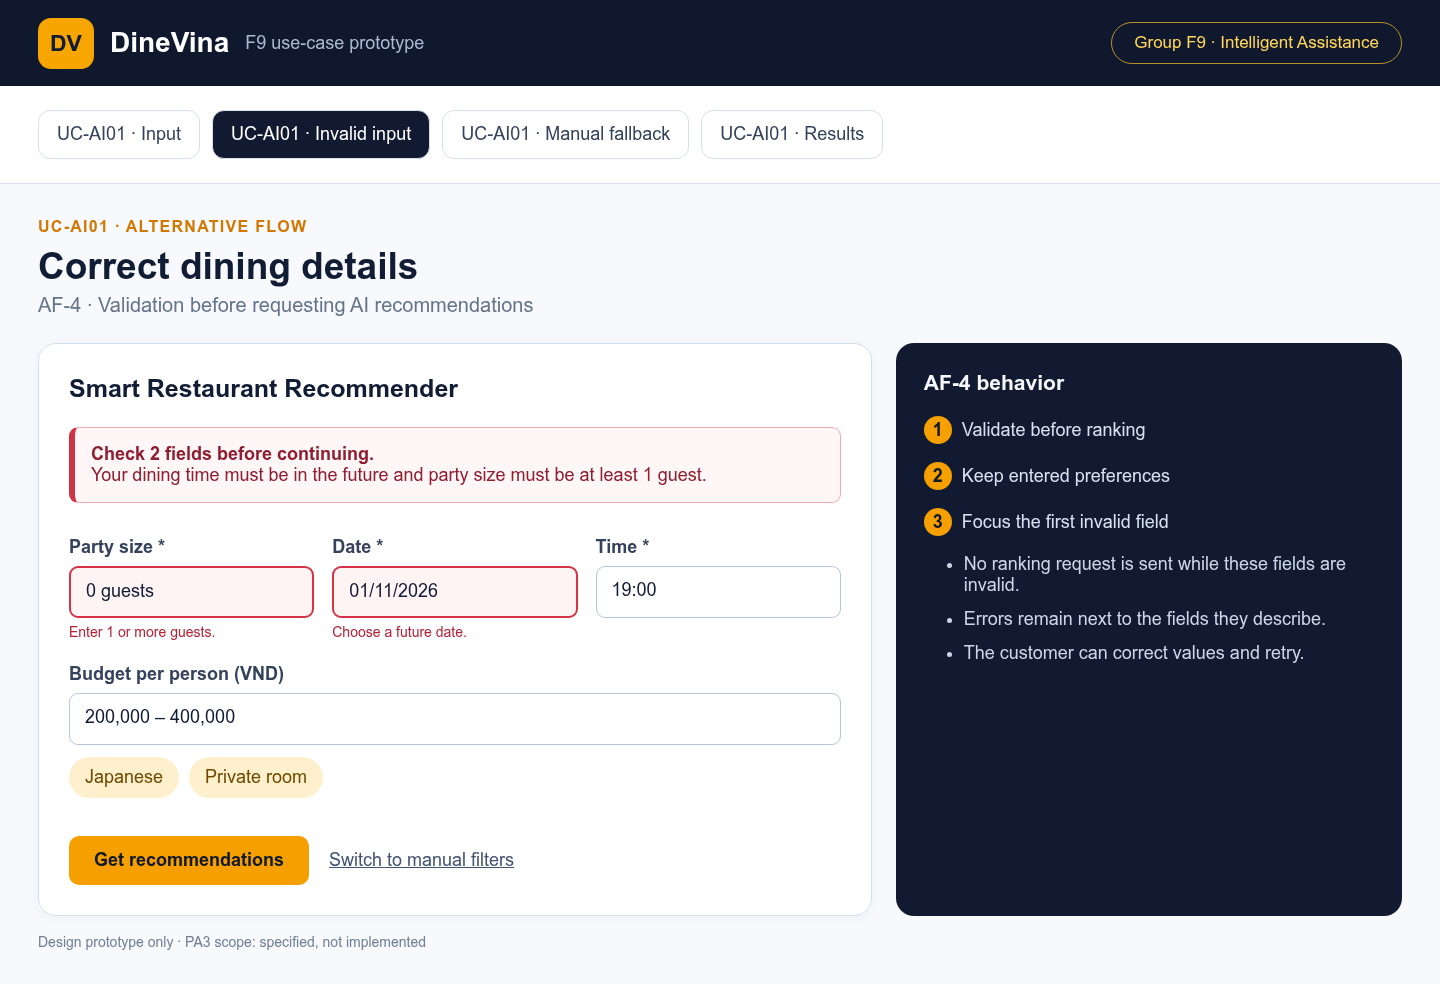 DV
DineVina
F9 use-case prototype
Group F9 · Intelligent Assistance
UC-AI01 · Input
UC-AI01 · Invalid input
UC-AI01 · Manual fallback
UC-AI01 · Results
UC-AI01 · ALTERNATIVE FLOW
Correct dining details
AF-4 · Validation before requesting AI recommendations
Smart Restaurant Recommender
Check 2 fields before continuing.
Your dining time must be in the future and party size must be at least 1 guest.
Party size *
0 guests
Enter 1 or more guests.
Date *
01/11/2026
Choose a future date.
Time *
19:00
Budget per person (VND)
200,000 – 400,000
Japanese
Private room
Get recommendations
Switch to manual filters
AF-4 behavior
1 Validate before ranking
2 Keep entered preferences
3 Focus the first invalid field
• No ranking request is sent while these fields are
invalid.
• Errors remain next to the fields they describe.
• The customer can correct values and retry.
Design prototype only · PA3 scope: specified, not implemented